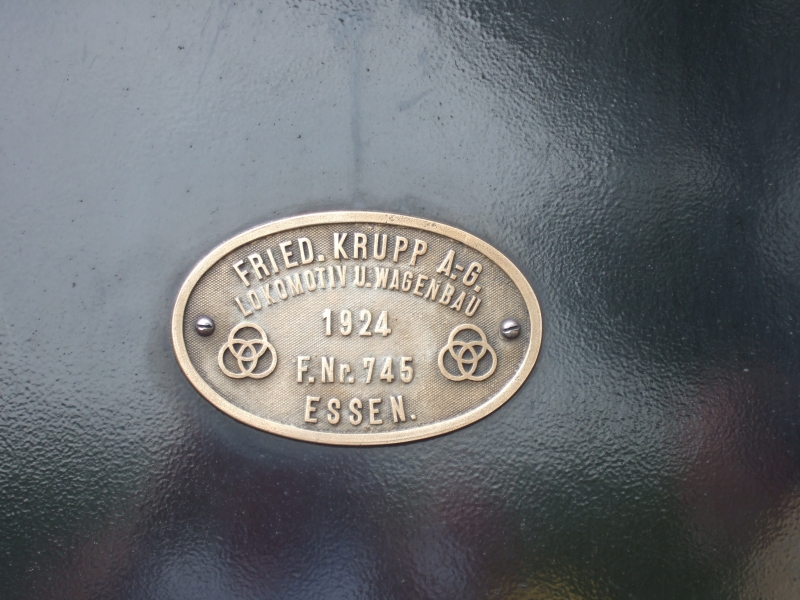 FRIED. KRUPP A.-G.
LOKOMOTIV U. WAGENBAU
1924
F.Nr. 745
ESSEN.